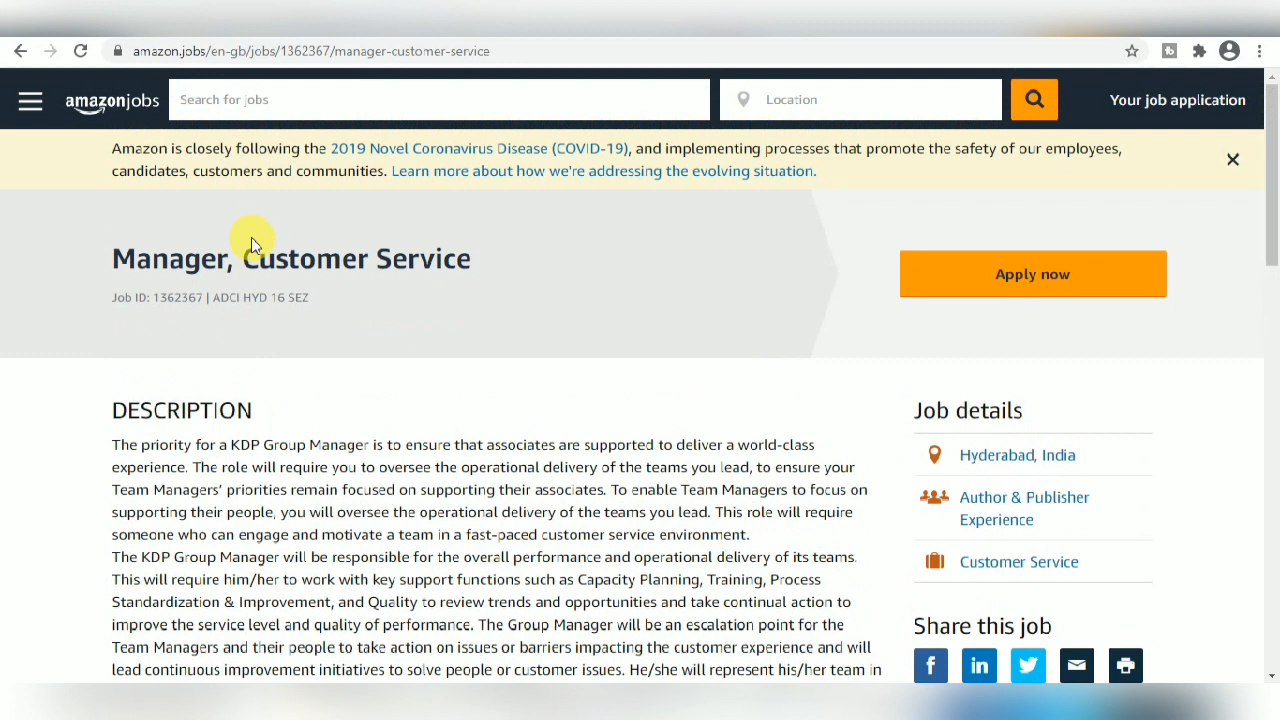 amazon.jobs/en-gb/jobs/1362367/manager-customer-service
amazonjobs
Search for jobs
Location
Your job application
Amazon is closely following the 2019 Novel Coronavirus Disease (COVID-19), and implementing processes that promote the safety of our employees,
candidates, customers and communities. Learn more about how we're addressing the evolving situation.
Manager, Customer Service
Job ID: 1362367 | ADCI HYD 16 SEZ
Apply now
DESCRIPTION
The priority for a KDP Group Manager is to ensure that associates are supported to deliver a world-class
experience. The role will require you to oversee the operational delivery of the teams you lead, to ensure your
Team Managers’ priorities remain focused on supporting their associates. To enable Team Managers to focus on
supporting their people, you will oversee the operational delivery of the teams you lead. This role will require
someone who can engage and motivate a team in a fast-paced customer service environment.
The KDP Group Manager will be responsible for the overall performance and operational delivery of its teams.
This will require him/her to work with key support functions such as Capacity Planning, Training, Process
Standardization & Improvement, and Quality to review trends and opportunities and take continual action to
improve the service level and quality of performance. The Group Manager will be an escalation point for the
Team Managers and their people to take action on issues or barriers impacting the customer experience and will
lead continuous improvement initiatives to solve people or customer issues. He/she will represent his/her team in
Job details
Hyderabad, India
Author & Publisher
Experience
Customer Service
Share this job